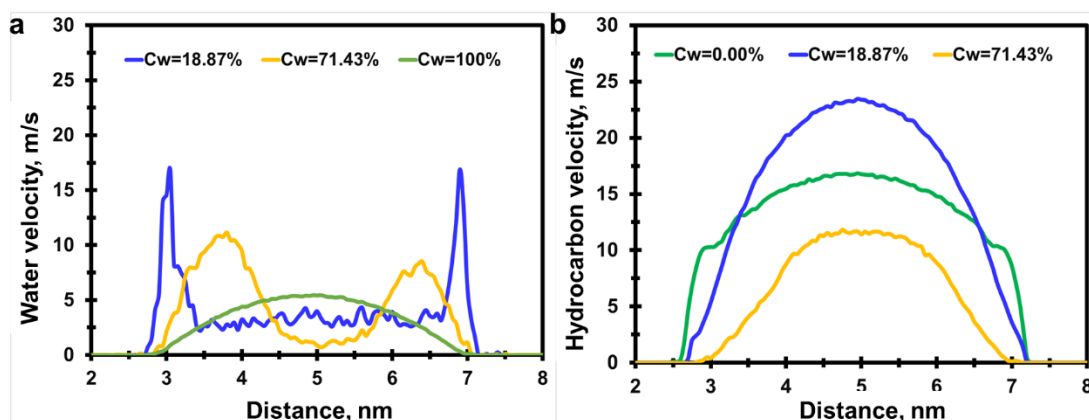 a
30
25
20
15
10
5
0
Water velocity, m/s
Cw=18.87% Cw=71.43% Cw=100%
2 3 4 5 6 7 8
Distance, nm
b
30
25
20
15
10
5
0
Hydrocarbon velocity, m/s
Cw=0.00% Cw=18.87% Cw=71.43%
2 3 4 5 6 7 8
Distance, nm